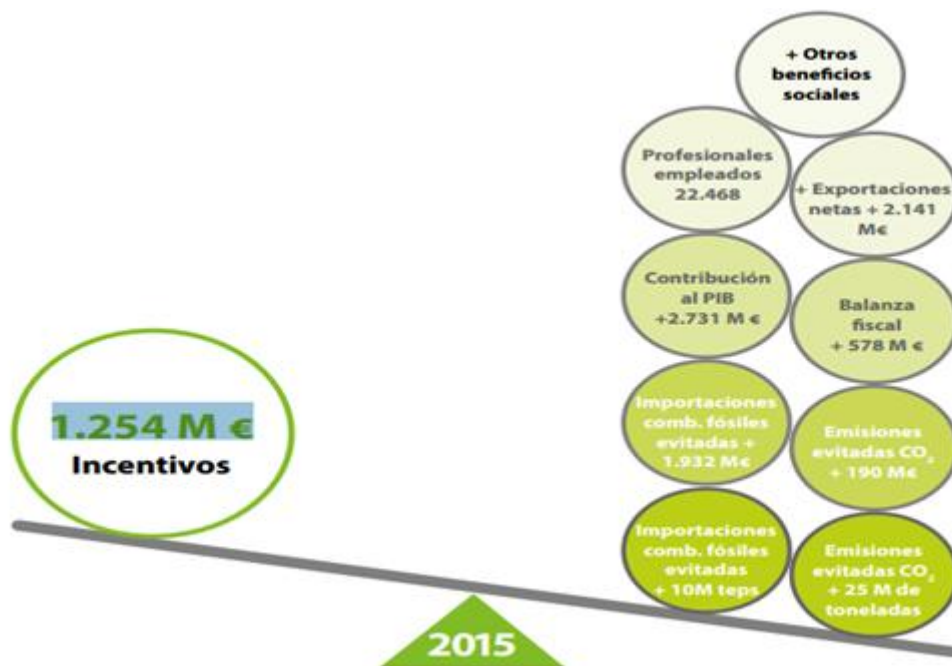 + Otros
beneficios
sociales
Profesionales
empleados
22.468
+ Exportaciones
netas + 2.141
M€
Contribución
al PIB
+2.731 M €
Balanza
fiscal
+ 578 M €
1.254 M €
Incentivos
Importaciones
comb. fósiles
evitadas +
1.932 M€
Emisiones
evitadas CO₂
+ 190 M€
Importaciones
comb. fósiles
evitadas
+ 10M teps
Emisiones
evitadas CO₂
+ 25 M de
toneladas
2015